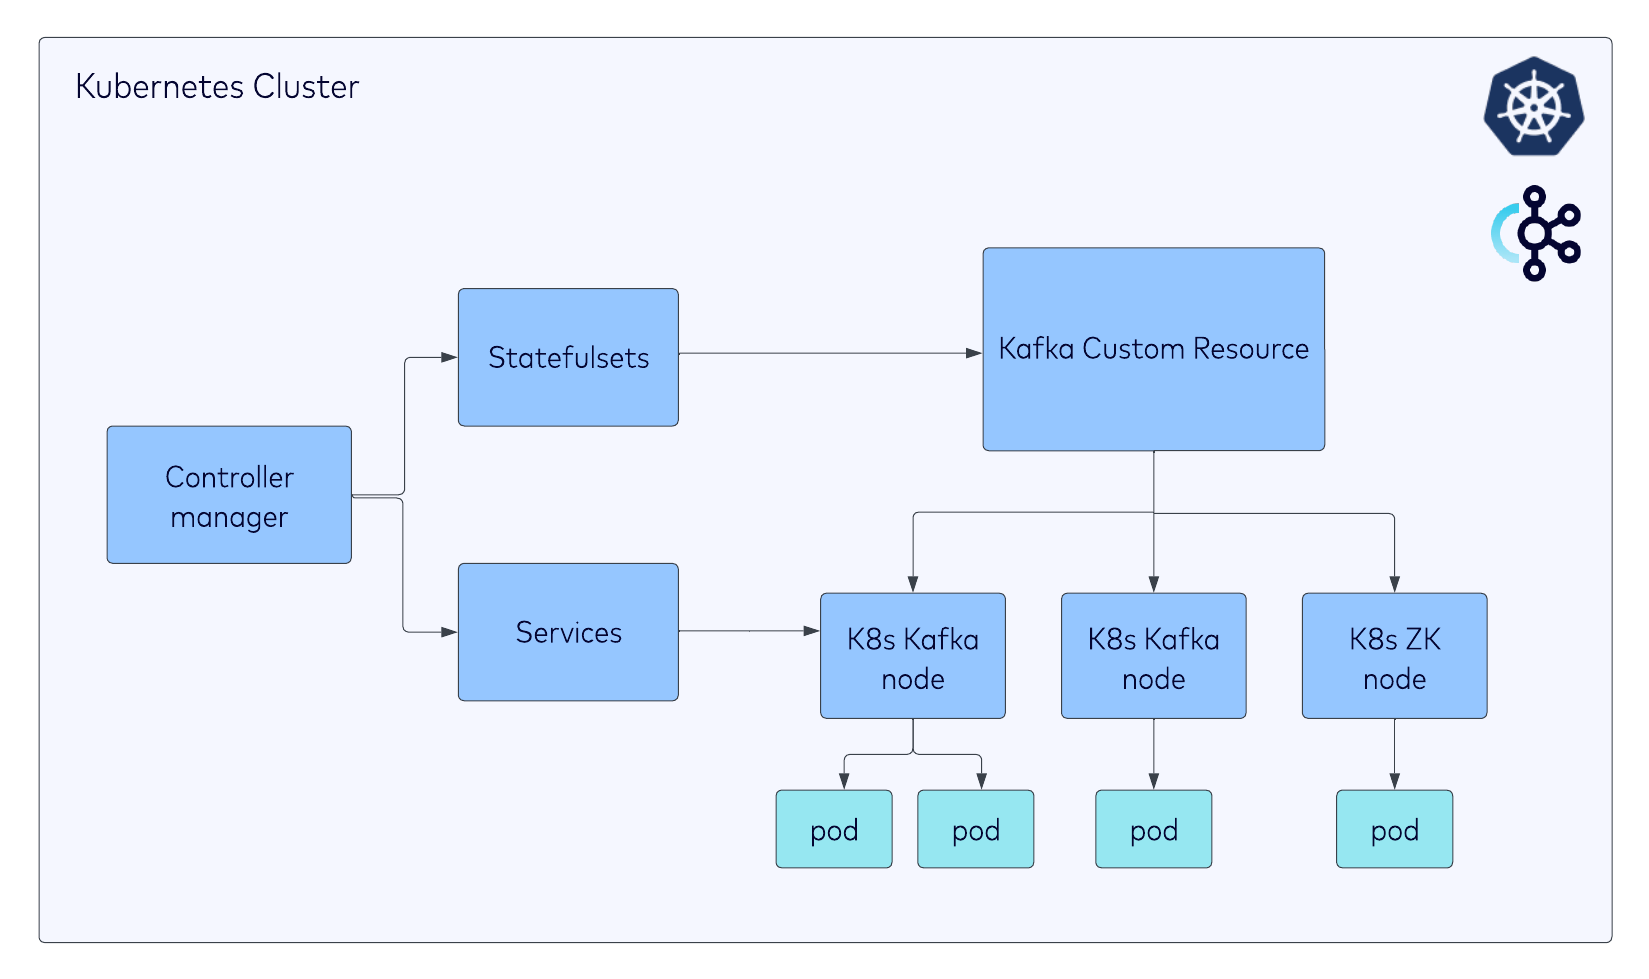 Kubernetes Cluster
Statefulsets
Kafka Custom Resource
Controller
manager
Services
K8s Kafka
node
K8s Kafka
node
K8s ZK
node
pod
pod
pod
pod